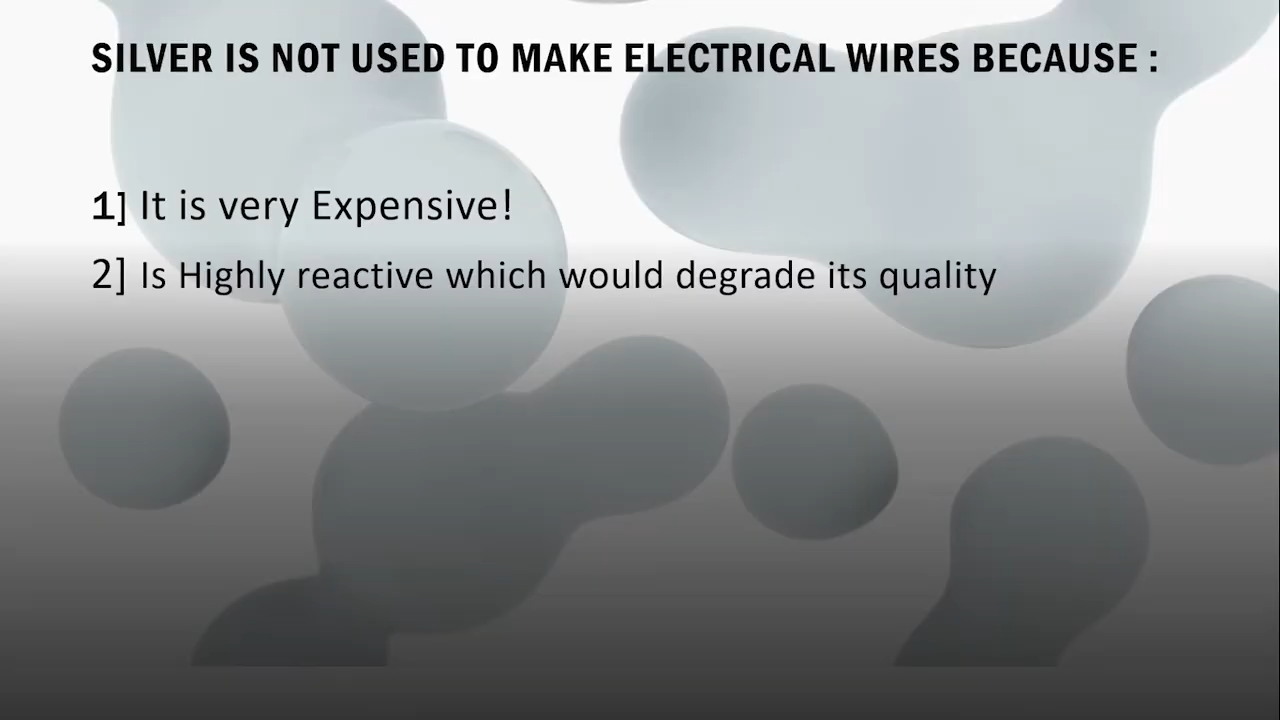 SILVER IS NOT USED TO MAKE ELECTRICAL WIRES BECAUSE :
1] It is very Expensive!
2] Is Highly reactive which would degrade its quality